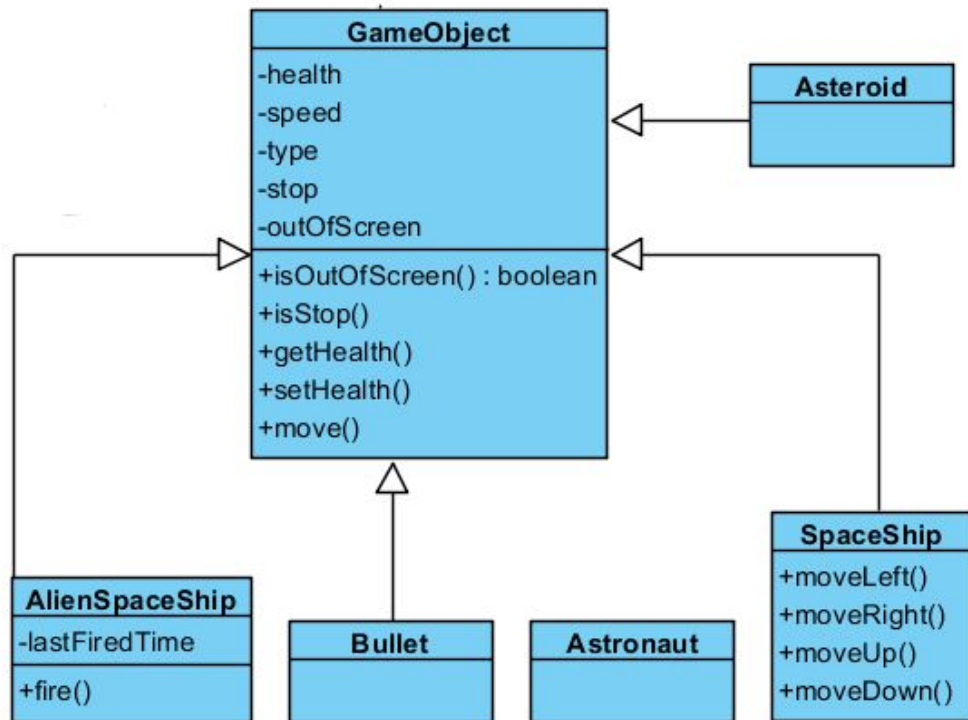 GameObject
-health
-speed
-type
-stop
-outOfScreen
+isOutOfScreen() : boolean
+isStop()
+getHealth()
+setHealth()
+move()
Asteroid
AlienSpaceShip
-lastFiredTime
+fire()
Bullet
Astronaut
SpaceShip
+moveLeft()
+moveRight()
+moveUp()
+moveDown()